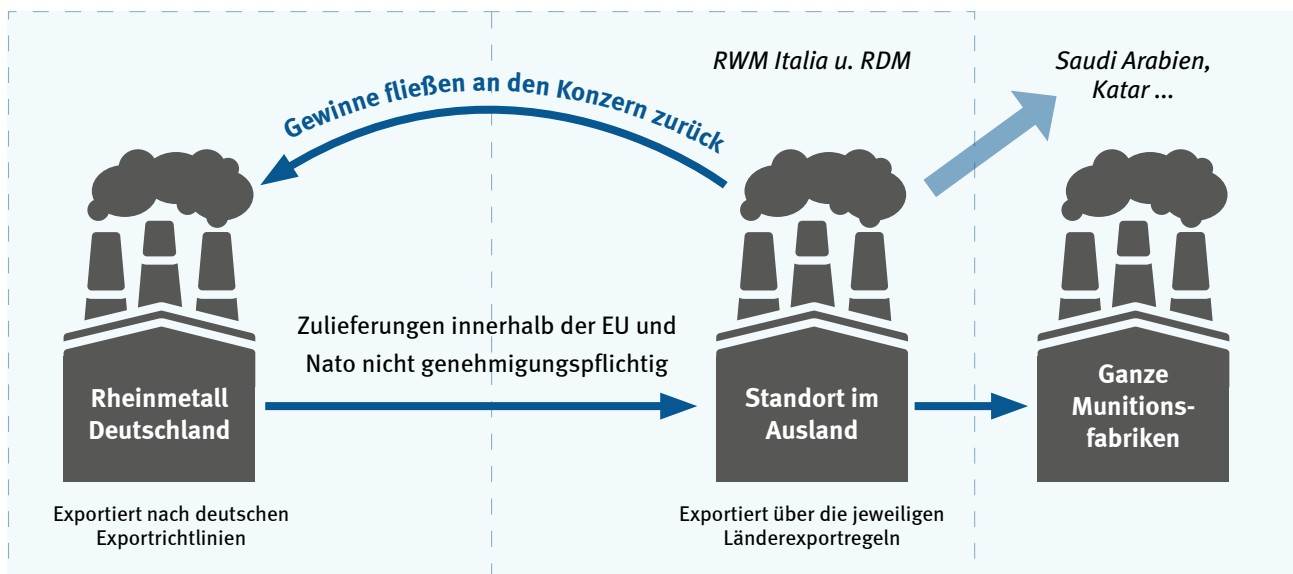 RWM Italia u. RDM
Saudi Arabien,
Katar ...
Gewinne fließen an den Konzern zurück
Zulieferungen innerhalb der EU und
Nato nicht genehmigungspflichtig
Rheinmetall
Deutschland
Standort im
Ausland
Ganze
Munitions-
fabriken
Exportiert nach deutschen
Exportrichtlinien
Exportiert über die jeweiligen
Länderexportregeln